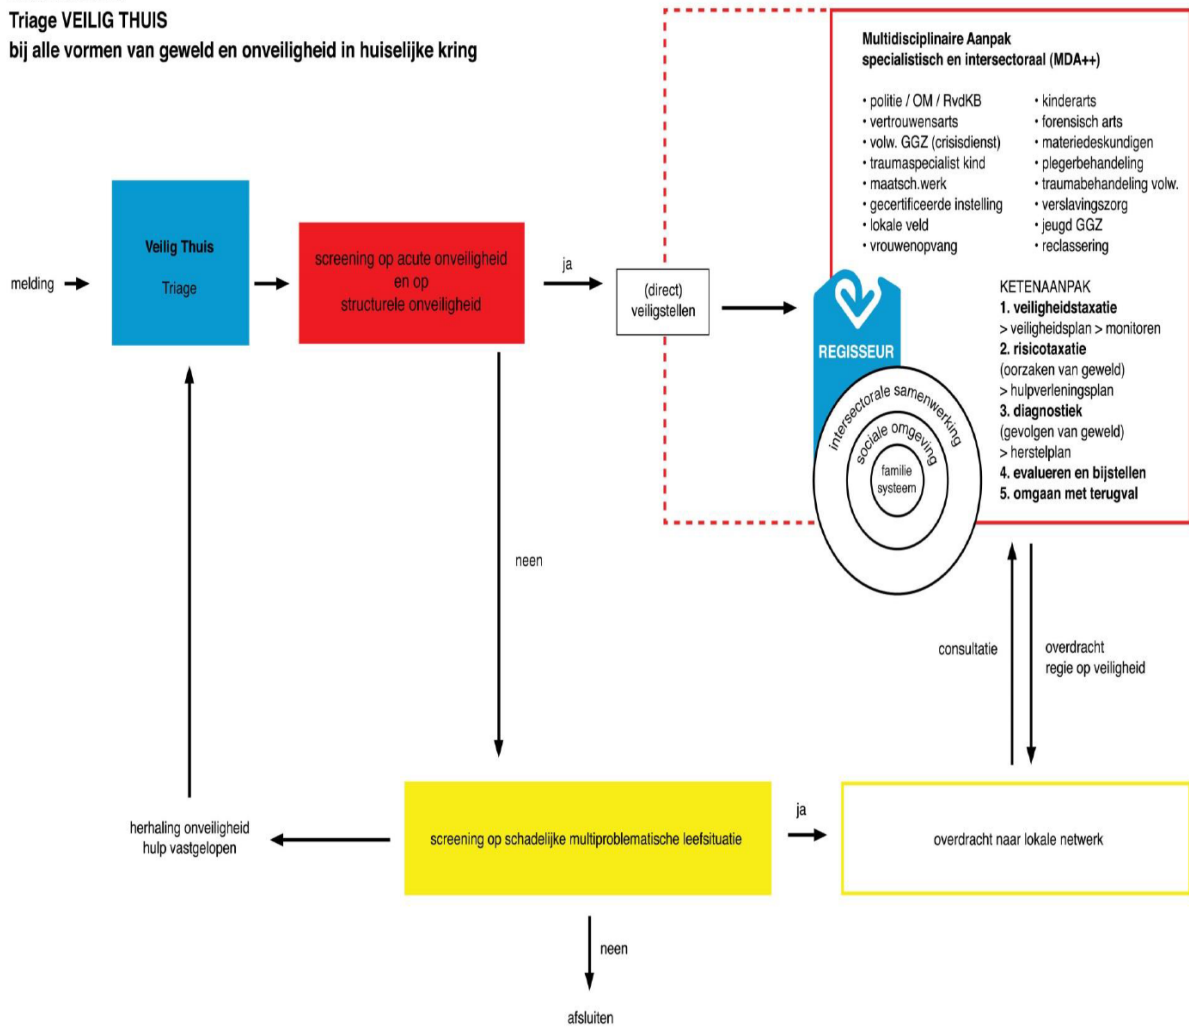 Triage VEILIG THUIS
bij alle vormen van geweld en onveiligheid in huiselijke kring
melding
Veilig Thuis
Triage
screening op acute onveiligheid
en op
structurele onveiligheid
ja
(direct)
veiligstellen
Multidisciplinaire Aanpak
specialistisch en intersectoraal (MDA++)
• politie / OM / RvdKB
• vertrouwensarts
• volw. GGZ (crisisdienst)
• traumaspecialist kind
• maatsch.werk
• gecertificeerde instelling
• lokale veld
• vrouwenopvang
• kinderarts
• forensisch arts
• materiedeskundigen
• plegerbehandeling
• traumabehandeling volw.
• verslavingszorg
• jeugd GGZ
• reclassering
REGISSEUR
intersectorale samenwerking
sociale omgeving
familie
systeem
KETENAANPAK
1. veiligheidstaxatie
> veiligheidsplan > monitoren
2. risicotaxatie
(oorzaken van geweld)
> hulpverleningsplan
3. diagnostiek
(gevolgen van geweld)
> herstelplan
4. evalueren en bijstellen
5. omgaan met terugval
neen
consultatie
overdracht
regie op veiligheid
herhaling onveiligheid
hulp vastgelopen
screening op schadelijke multiproblematische leefsituatie
ja
overdracht naar lokale netwerk
neen
afsluiten